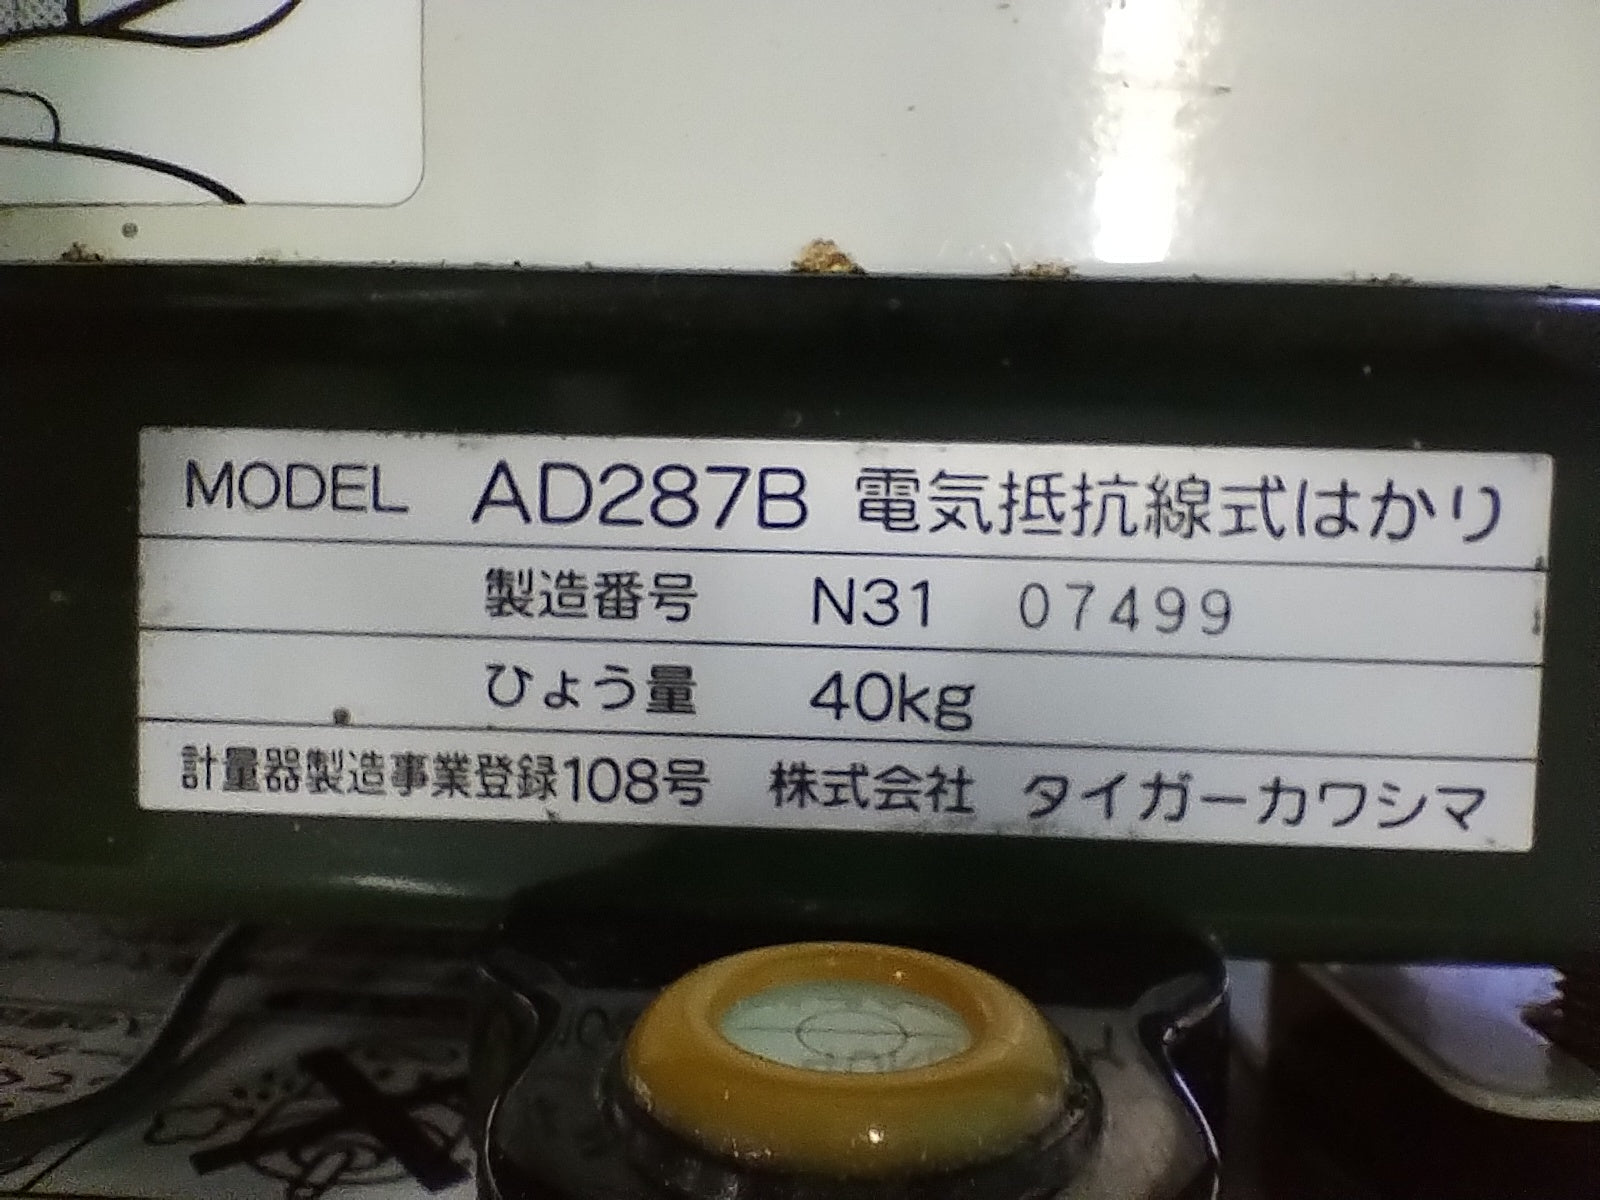 MODEL AD287B 電気抵抗線式はかり
製造番号 N31 07499
ひょう量 40kg
計量器製造事業登録108号 株式会社 タイガーカワシマ